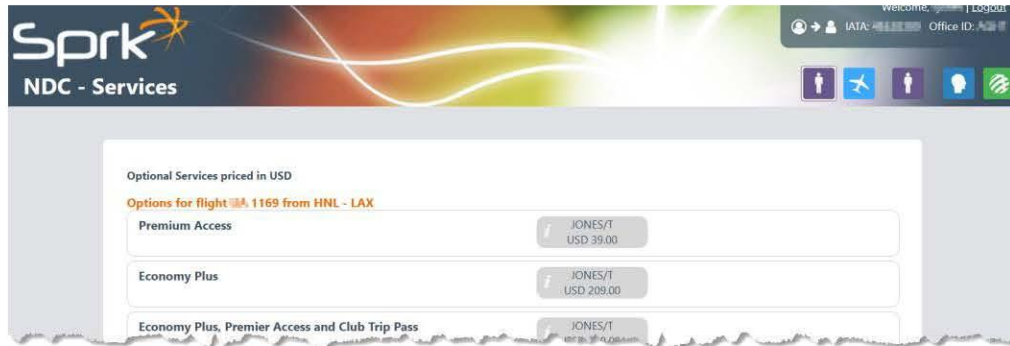 Sprk
Welcome, | Logout
IATA: Office ID:
NDC - Services
Optional Services priced in USD
Options for flight 1169 from HNL - LAX
Premium Access
JONES/T
USD 39.00
Economy Plus
JONES/T
USD 209.00
Economy Plus, Premier Access and Club Trip Pass
JONES/T